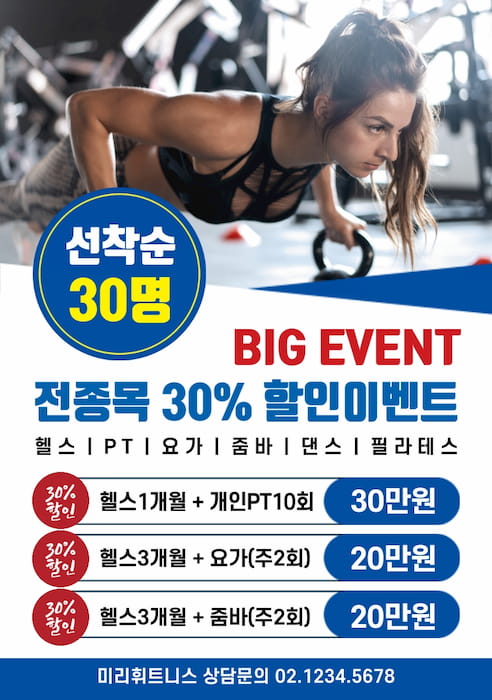 선착순
30명
BIG EVENT
전종목 30% 할인이벤트
헬스 | PT | 요가 | 줌바 | 댄스 | 필라테스
30% 할인 헬스1개월 + 개인PT10회 30만원
30% 할인 헬스3개월 + 요가(주2회) 20만원
30% 할인 헬스3개월 + 줌바(주2회) 20만원
미리휘트니스 상담문의 02.1234.5678